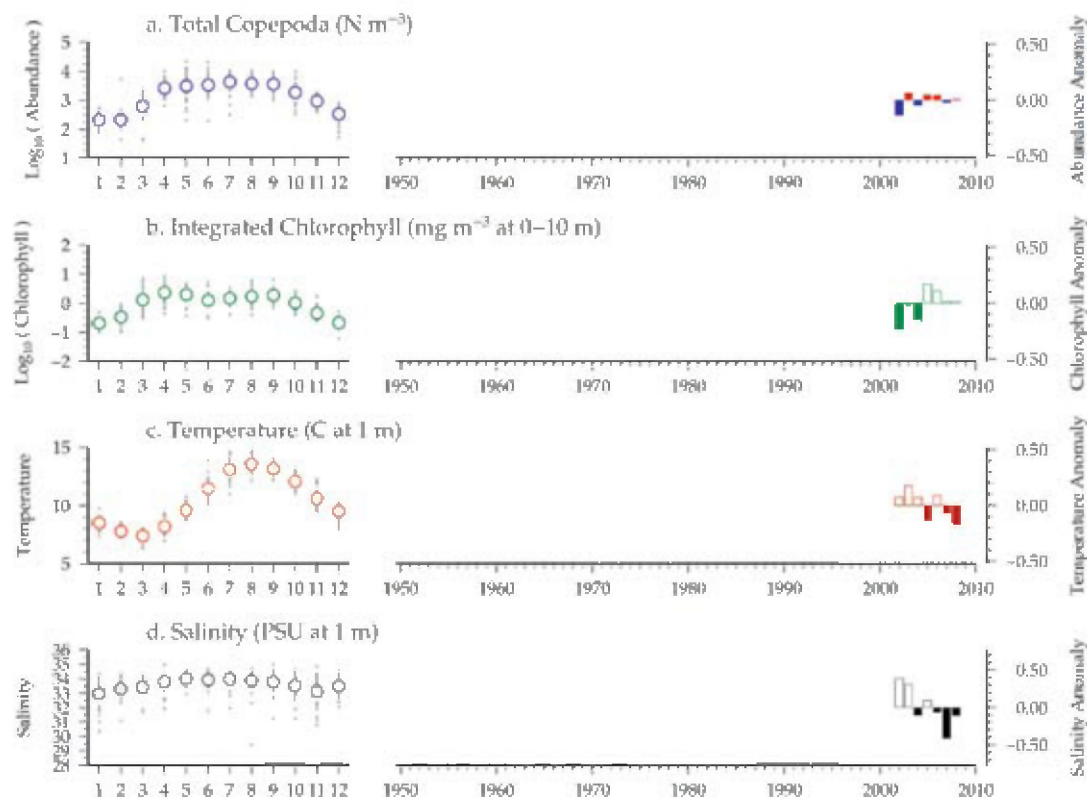 a. Total Copepoda (N m⁻³)
Log₁₀ ( Abundance )
5
4
3
2
1
1 2 3 4 5 6 7 8 9 10 11 12
1950 1960 1970 1980 1990 2000 2010
0.50
0.00
−0.50
Abundance Anomaly
b. Integrated Chlorophyll (mg m⁻³ at 0–10 m)
Log₁₀ ( Chlorophyll )
2
1
0
−1
−2
1 2 3 4 5 6 7 8 9 10 11 12
1950 1960 1970 1980 1990 2000 2010
0.50
0.00
−0.50
Chlorophyll Anomaly
c. Temperature (C at 1 m)
Temperature
15
10
5
1 2 3 4 5 6 7 8 9 10 11 12
1950 1960 1970 1980 1990 2000 2010
0.50
0.00
−0.50
Temperature Anomaly
d. Salinity (PSU at 1 m)
Salinity
1 2 3 4 5 6 7 8 9 10 11 12
1950 1960 1970 1980 1990 2000 2010
0.50
0.00
−0.50
Salinity Anomaly